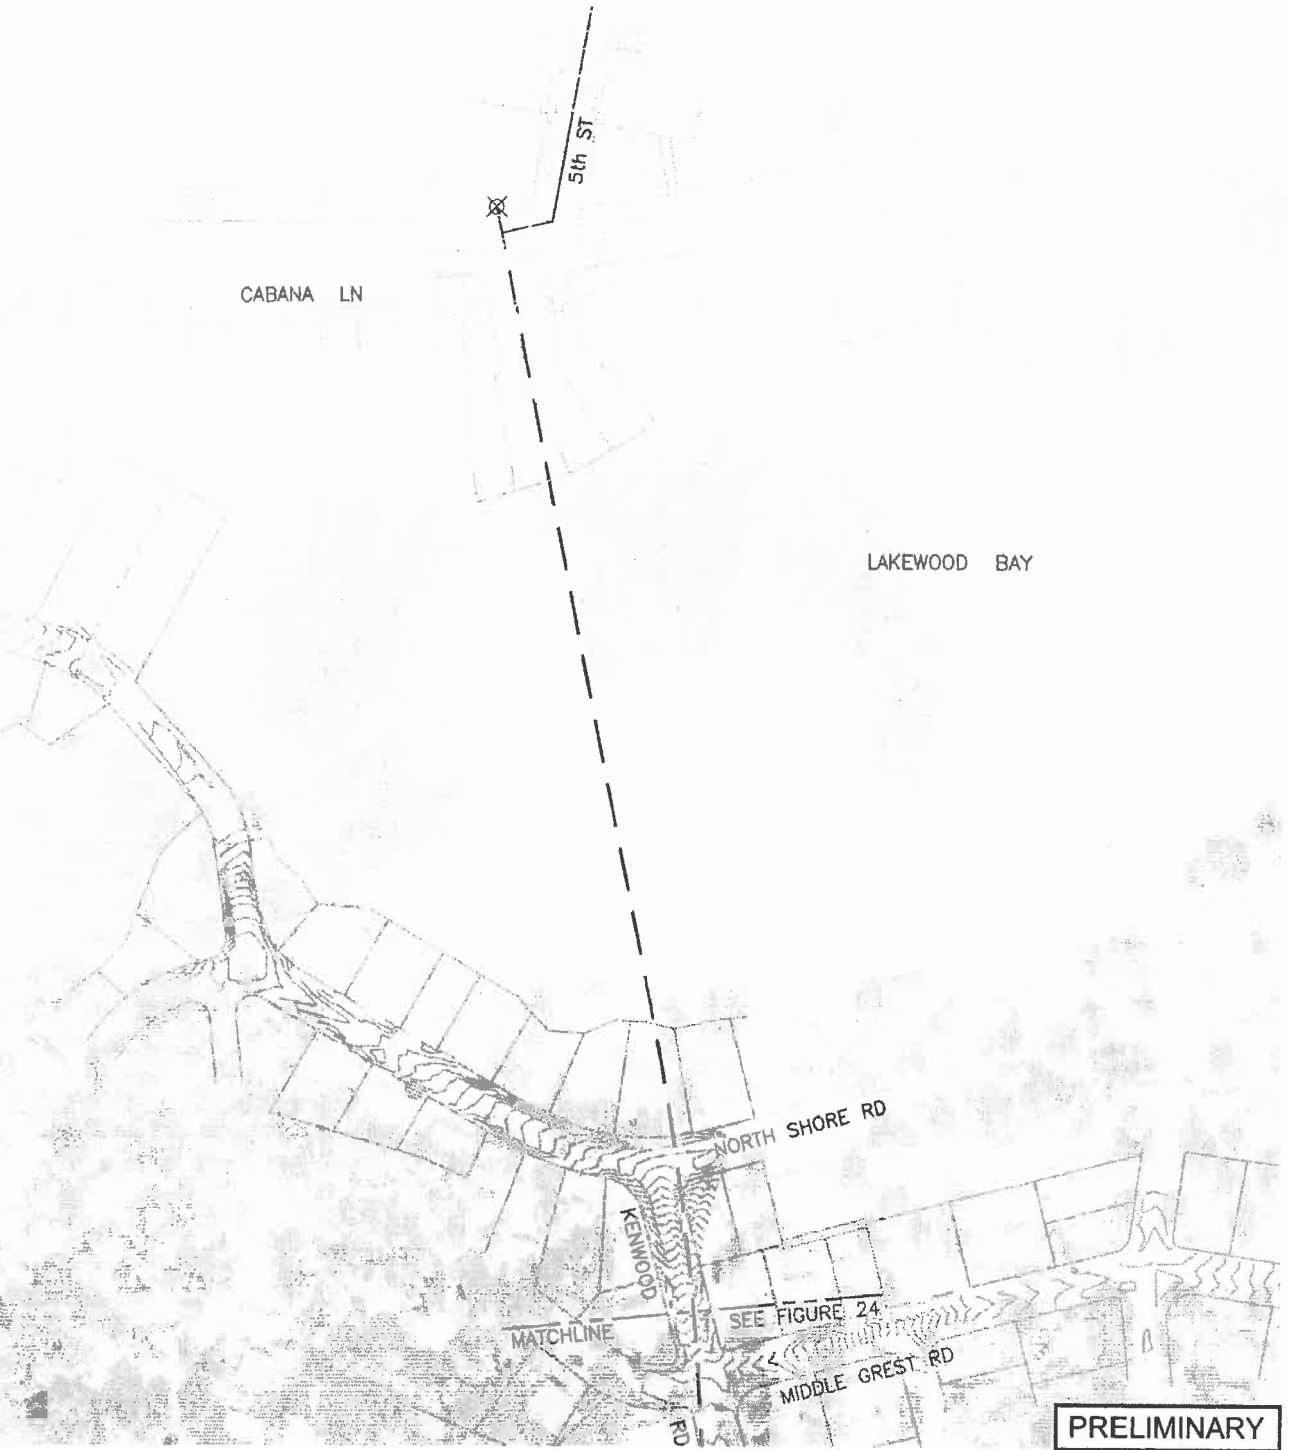 5th ST
CABANA LN
LAKEWOOD BAY
NORTH SHORE RD
KENWOOD RD
MATCHLINE SEE FIGURE 24
MIDDLE GREST RD
PRELIMINARY